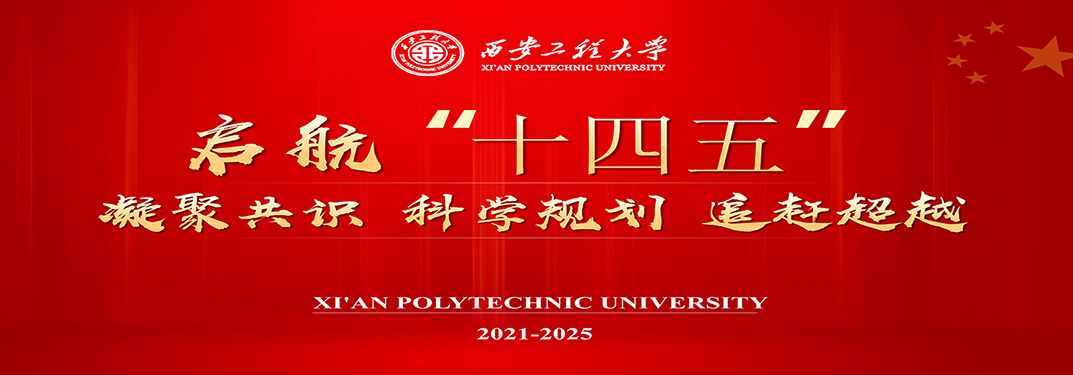 西安工程大学
XI'AN POLYTECHNIC UNIVERSITY
启航“十四五”
凝聚共识 科学规划 追赶超越
XI'AN POLYTECHNIC UNIVERSITY
2021-2025